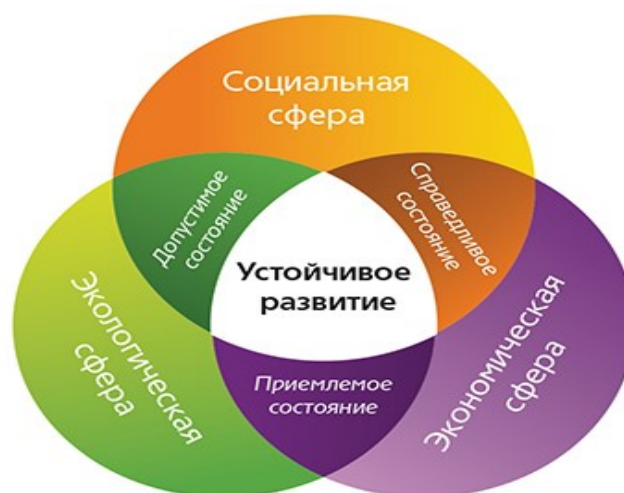 Социальная
сфера
Допустимое
состояние
Справедливое
состояние
Устойчивое
развитие
Экологическая
сфера
Приемлемое
состояние
Экономическая
сфера